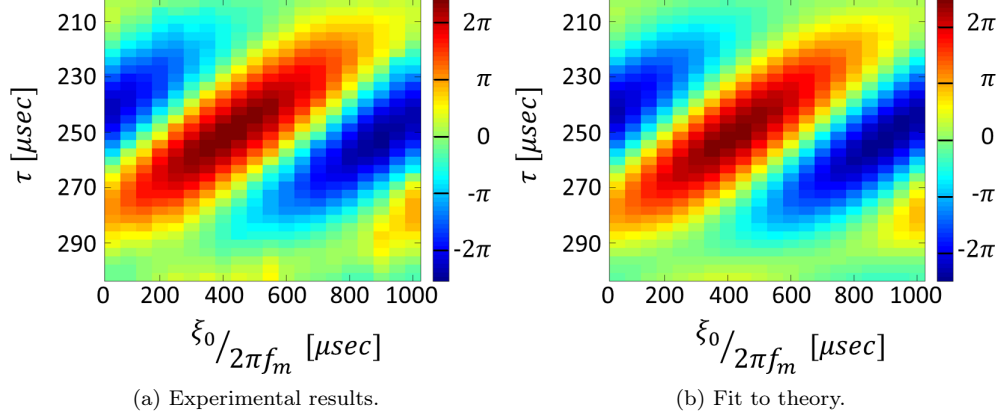 210
230
250
270
290
τ [μsec]
0 200 400 600 800 1000
ξ0/2πfm [μsec]
2π
π
0
-π
-2π
(a) Experimental results.
210
230
250
270
290
τ [μsec]
0 200 400 600 800 1000
ξ0/2πfm [μsec]
2π
π
0
-π
-2π
(b) Fit to theory.